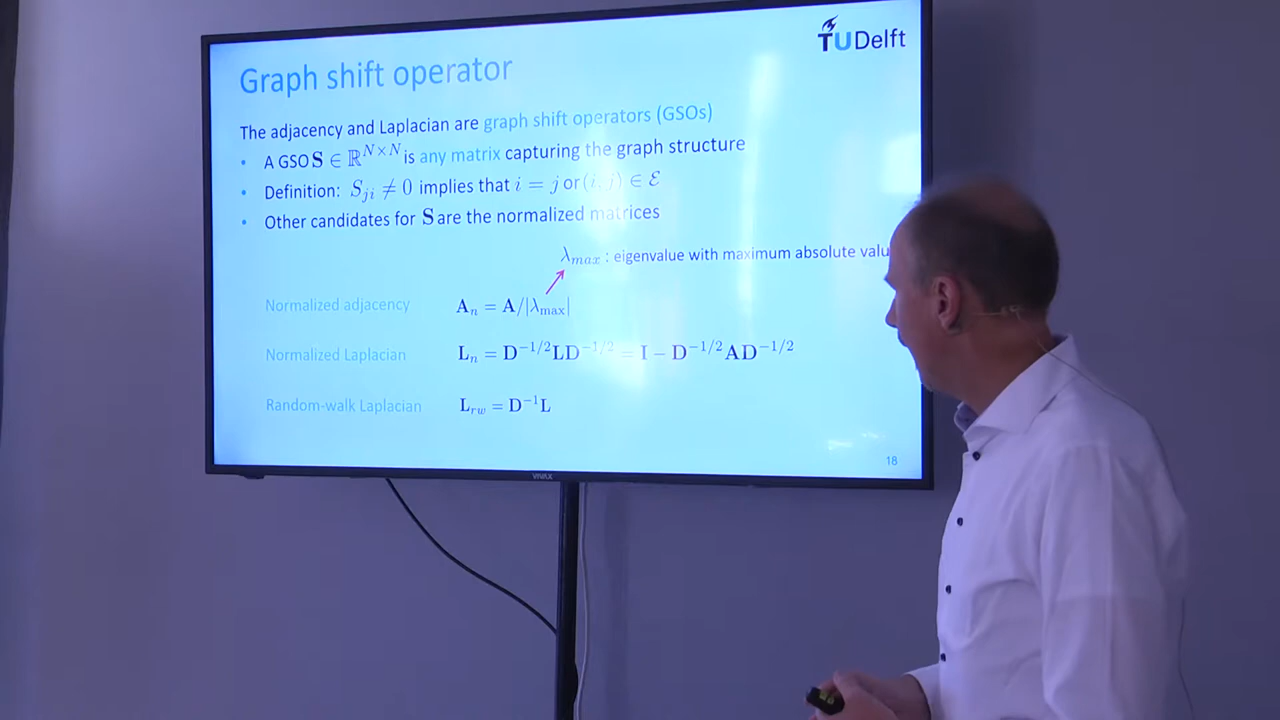 TUDelft
Graph shift operator
The adjacency and Laplacian are graph shift operators (GSOs)
• A GSO S ∈ ℝ^{N×N} is any matrix capturing the graph structure
• Definition: S_{ji} ≠ 0 implies that i = j or (i, j) ∈ ℰ
• Other candidates for S are the normalized matrices
λ_{max} : eigenvalue with maximum absolute valu
Normalized adjacency A_n = A/|λ_{max}|
Normalized Laplacian L_n = D^{-1/2}LD^{-1/2} = I − D^{-1/2}AD^{-1/2}
Random-walk Laplacian L_{rw} = D^{-1}L
18
VIVAX